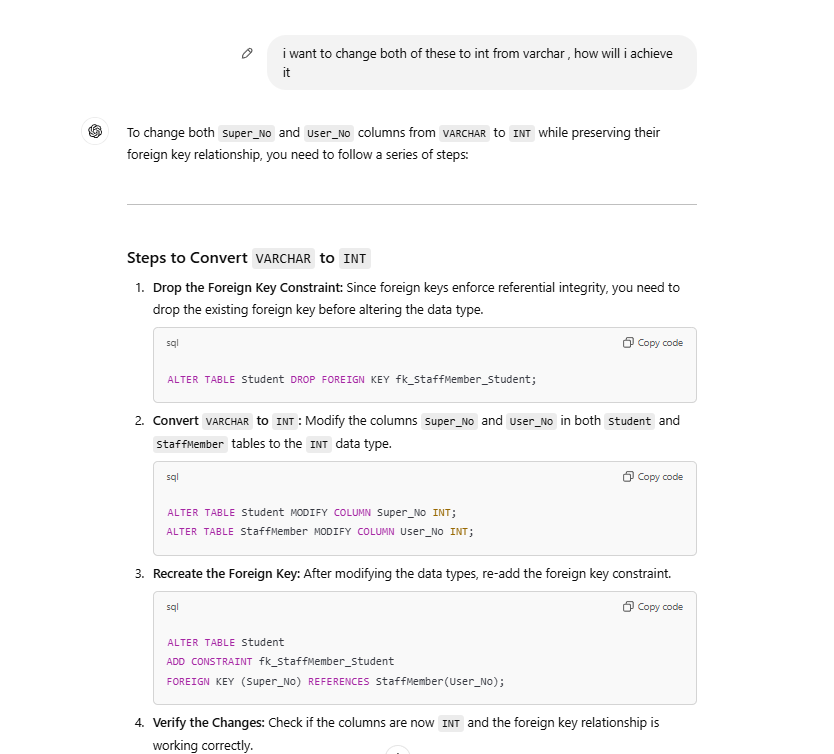 i want to change both of these to int from varchar , how will i achieve
it
To change both Super_No and User_No columns from VARCHAR to INT while preserving their
foreign key relationship, you need to follow a series of steps:
Steps to Convert VARCHAR to INT
1. Drop the Foreign Key Constraint: Since foreign keys enforce referential integrity, you need to
drop the existing foreign key before altering the data type.
sql Copy code
ALTER TABLE Student DROP FOREIGN KEY fk_StaffMember_Student;
2. Convert VARCHAR to INT: Modify the columns Super_No and User_No in both Student and
StaffMember tables to the INT data type.
sql Copy code
ALTER TABLE Student MODIFY COLUMN Super_No INT;
ALTER TABLE StaffMember MODIFY COLUMN User_No INT;
3. Recreate the Foreign Key: After modifying the data types, re-add the foreign key constraint.
sql Copy code
ALTER TABLE Student
ADD CONSTRAINT fk_StaffMember_Student
FOREIGN KEY (Super_No) REFERENCES StaffMember(User_No);
4. Verify the Changes: Check if the columns are now INT and the foreign key relationship is
working correctly.